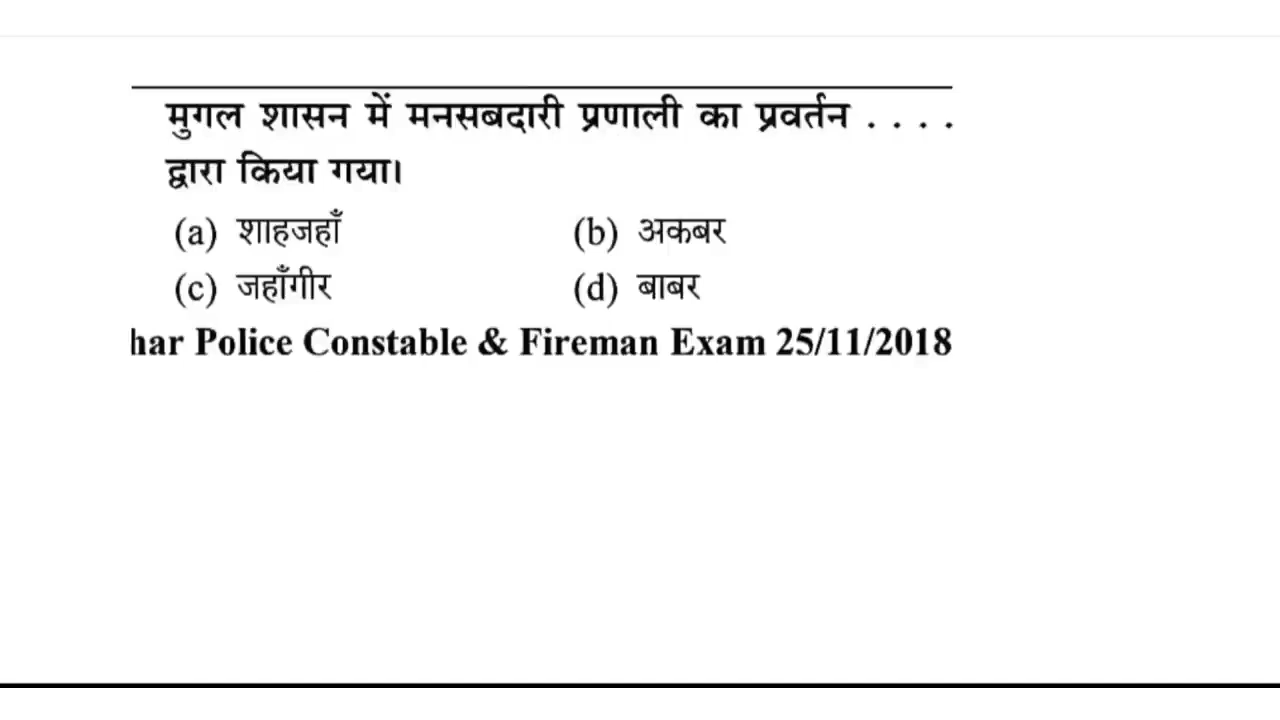 मुगल शासन में मनसबदारी प्रणाली का प्रवर्तन . . . .
द्वारा किया गया।
(a) शाहजहाँ (b) अकबर
(c) जहाँगीर (d) बाबर
har Police Constable & Fireman Exam 25/11/2018